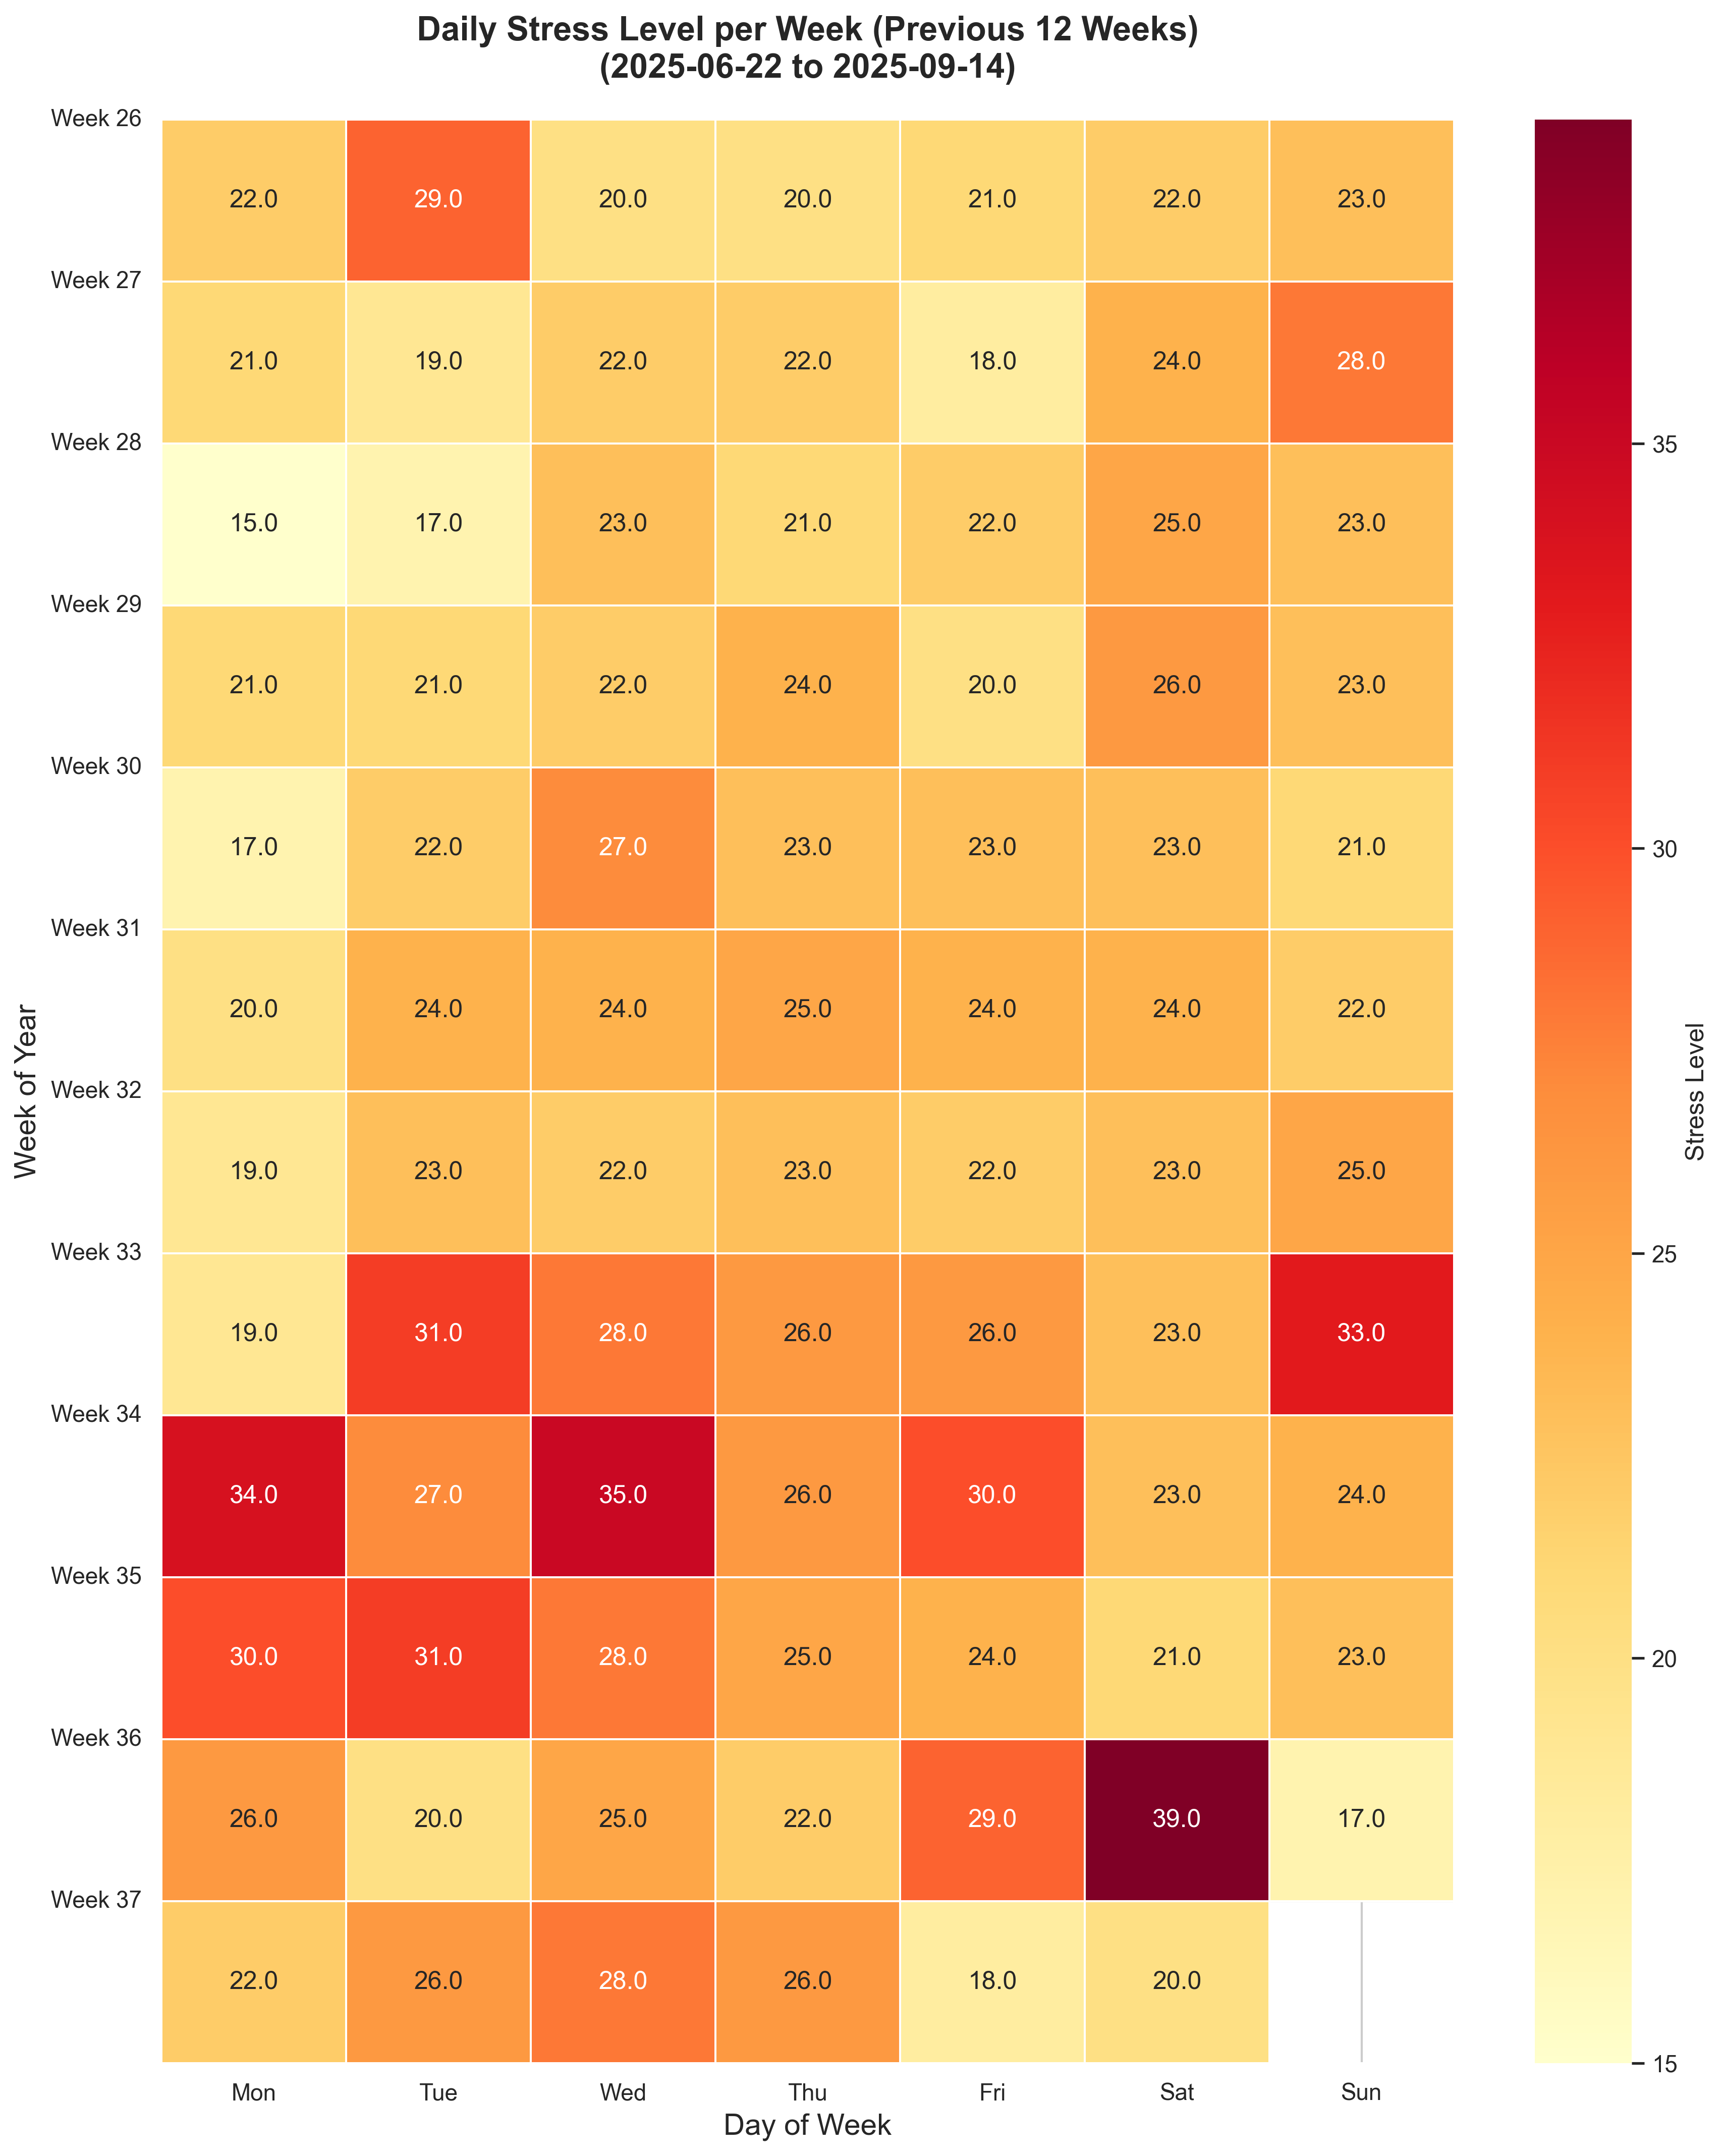 Daily Stress Level per Week (Previous 12 Weeks)
(2025-06-22 to 2025-09-14)
Week 26
22.0 29.0 20.0 20.0 21.0 22.0 23.0
Week 27
21.0 19.0 22.0 22.0 18.0 24.0 28.0
Week 28
15.0 17.0 23.0 21.0 22.0 25.0 23.0
Week 29
21.0 21.0 22.0 24.0 20.0 26.0 23.0
Week 30
17.0 22.0 27.0 23.0 23.0 23.0 21.0
Week 31
20.0 24.0 24.0 25.0 24.0 24.0 22.0
Week 32
19.0 23.0 22.0 23.0 22.0 23.0 25.0
Week 33
19.0 31.0 28.0 26.0 26.0 23.0 33.0
Week 34
34.0 27.0 35.0 26.0 30.0 23.0 24.0
Week 35
30.0 31.0 28.0 25.0 24.0 21.0 23.0
Week 36
26.0 20.0 25.0 22.0 29.0 39.0 17.0
Week 37
22.0 26.0 28.0 26.0 18.0 20.0
Mon Tue Wed Thu Fri Sat Sun
Day of Week
Week of Year
35
30
25
20
15
Stress Level